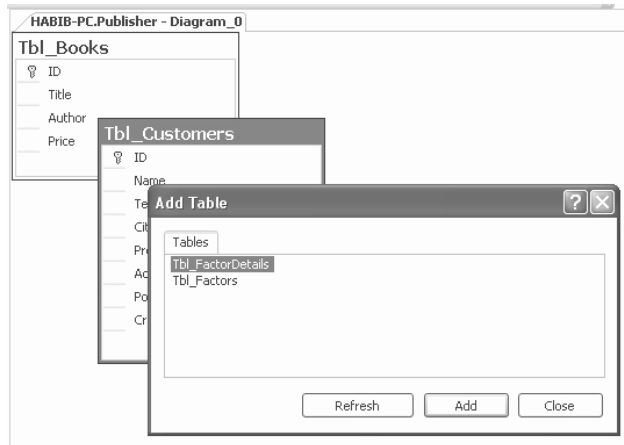 HABIB-PC.Publisher - Diagram_0
Tbl_Books
ID
Title
Author
Price
Tbl_Customers
ID
Name
Add Table
Tables
Tbl_FactorDetails
Tbl_Factors
Refresh
Add
Close